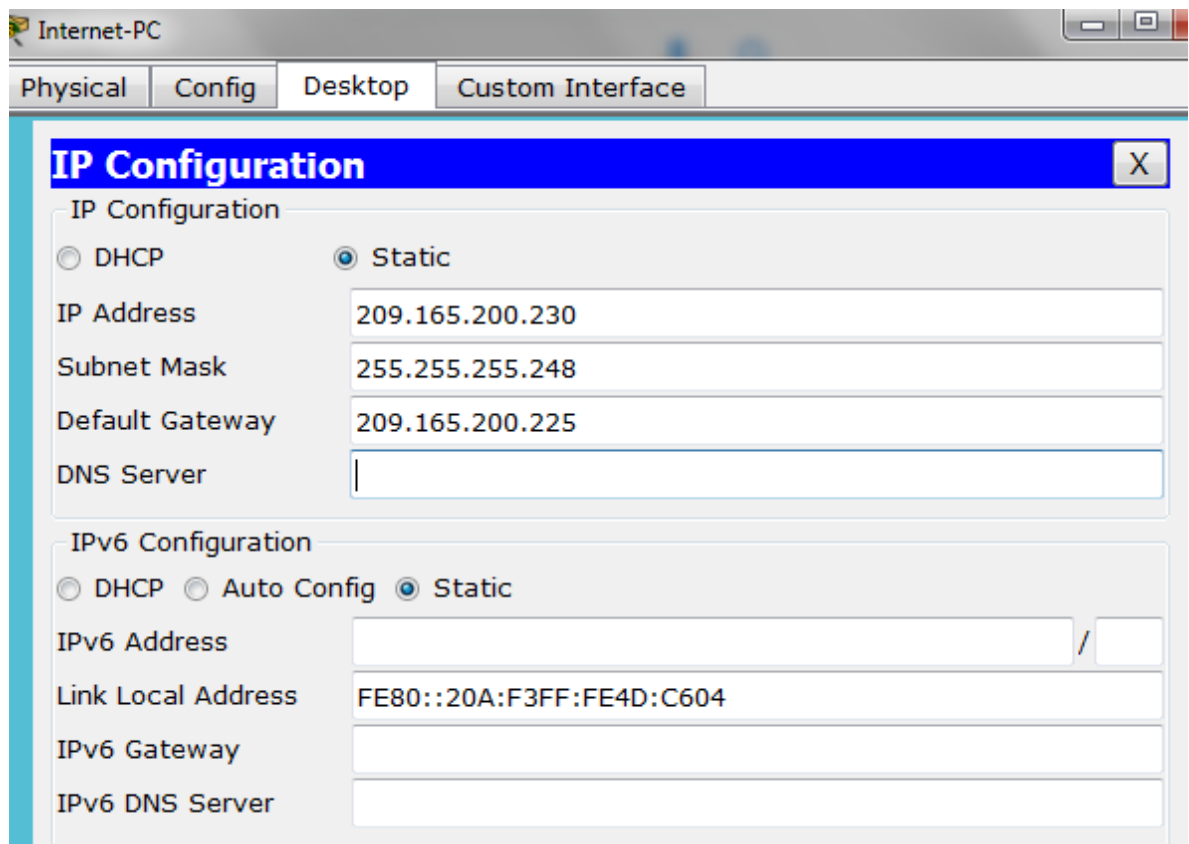 Internet-PC
Physical Config Desktop Custom Interface
IP Configuration X
IP Configuration
DHCP Static
IP Address 209.165.200.230
Subnet Mask 255.255.255.248
Default Gateway 209.165.200.225
DNS Server
IPv6 Configuration
DHCP Auto Config Static
IPv6 Address /
Link Local Address FE80::20A:F3FF:FE4D:C604
IPv6 Gateway
IPv6 DNS Server